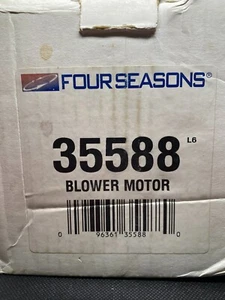 FOUR SEASONS®
35588 L6
BLOWER MOTOR
0 96361 35588 0